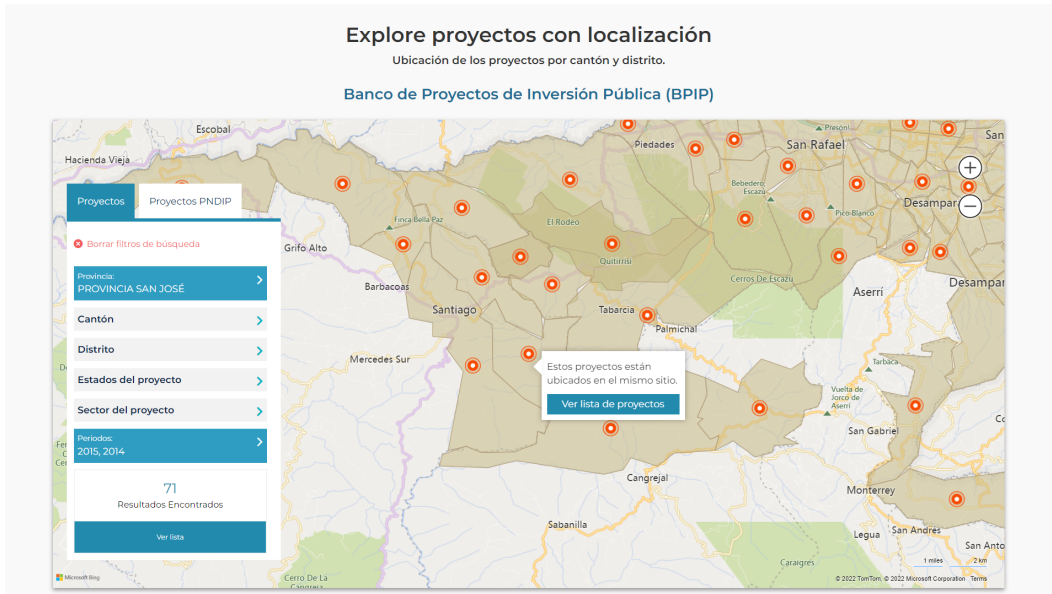 Explore proyectos con localización
Ubicación de los proyectos por cantón y distrito.
Banco de Proyectos de Inversión Pública (BPIP)
Escobal
Hacienda Vieja
Piedades
Presón!
San Rafael
San
Bebedero:
Escazú
Desampar
Pico Blanco
Finca Bella Paz
El Rodeo
Quitirrisí
Grifo Alto
Barbacoas
Cerros De Escazú
Aserrí
Desampar
Santiago
Tabarcia
Palmichal
Mercedes Sur
Tarbaca
Vuelta de
Jorco de
Aserrí
San Gabriel
Cangrejal
Monterrey
Sabanilla
Legua
San Andres
San Anto
Caraigres
Cerro De La
Cangreja
Proyectos
Proyectos PNDIP
Borrar filtros de búsqueda
Provincia:
PROVINCIA SAN JOSÉ
Cantón
Distrito
Estados del proyecto
Sector del proyecto
Periodos:
2015, 2014
71
Resultados Encontrados
Ver lista
Estos proyectos están
ubicados en el mismo sitio.
Ver lista de proyectos
Microsoft Bing
1 miles
2 km
© 2022 TomTom, © 2022 Microsoft Corporation Terms